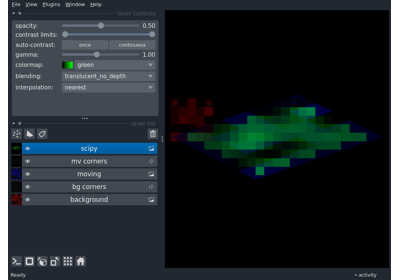 File View Plugins Window Help
layer controls
opacity: 0.50
contrast limits:
auto-contrast: once continuous
gamma: 1.00
colormap: green
blending: translucent_no_depth
interpolation: nearest
layer list
scipy
mv corners
moving
bg corners
background
Ready
activity